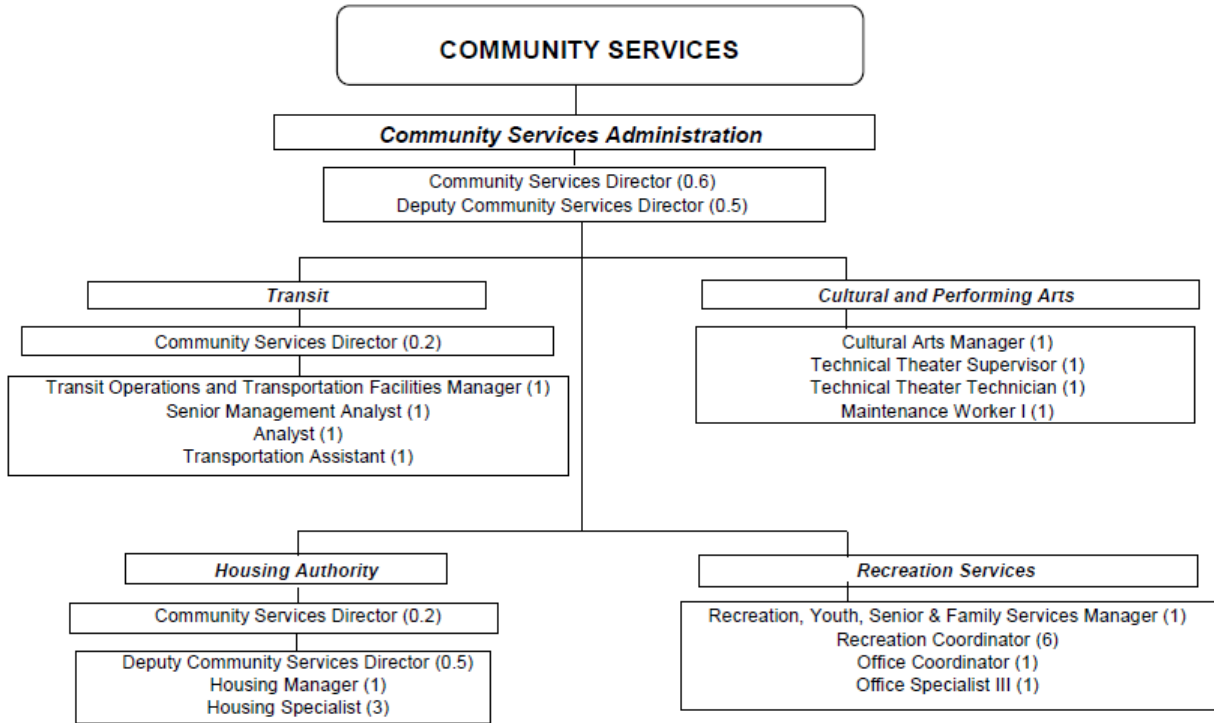 COMMUNITY SERVICES
Community Services Administration
Community Services Director (0.6)
Deputy Community Services Director (0.5)
Transit
Community Services Director (0.2)
Transit Operations and Transportation Facilities Manager (1)
Senior Management Analyst (1)
Analyst (1)
Transportation Assistant (1)
Cultural and Performing Arts
Cultural Arts Manager (1)
Technical Theater Supervisor (1)
Technical Theater Technician (1)
Maintenance Worker I (1)
Housing Authority
Community Services Director (0.2)
Deputy Community Services Director (0.5)
Housing Manager (1)
Housing Specialist (3)
Recreation Services
Recreation, Youth, Senior & Family Services Manager (1)
Recreation Coordinator (6)
Office Coordinator (1)
Office Specialist III (1)